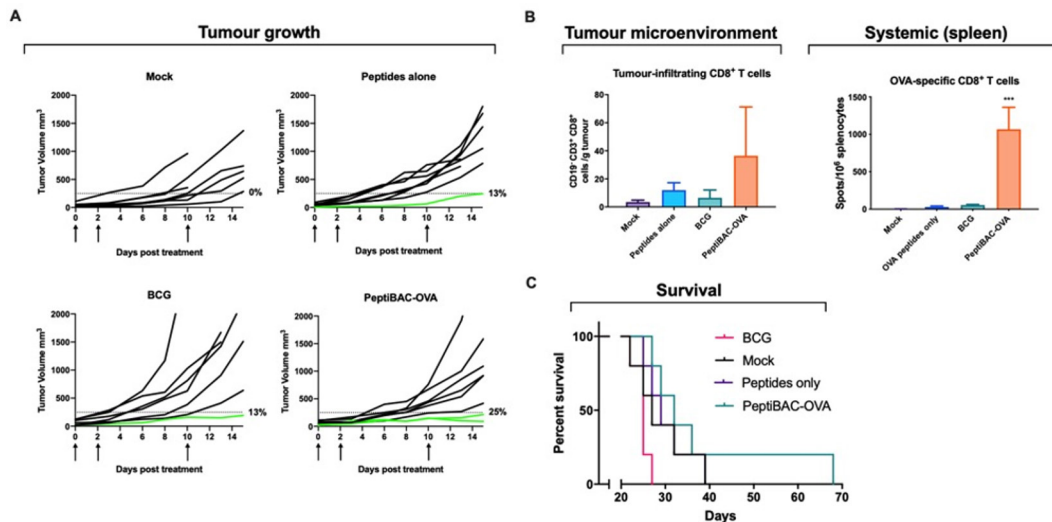 A
Tumour growth
Mock
Tumor Volume mm³
2000
1500
1000
500
0
0%
0 2 4 6 8 10 12 14
Days post treatment
Peptides alone
Tumor Volume mm³
2000
1500
1000
500
0
13%
0 2 4 6 8 10 12 14
Days post treatment
BCG
Tumor Volume mm³
2000
1500
1000
500
0
13%
0 2 4 6 8 10 12 14
Days post treatment
PeptiBAC-OVA
Tumor Volume mm³
2000
1500
1000
500
0
25%
0 2 4 6 8 10 12 14
Days post treatment
B
Tumour microenvironment
Tumour-infiltrating CD8⁺ T cells
CD19⁻CD3⁺ CD8⁺
cells /g tumour
80
60
40
20
0
Mock
Peptides alone
BCG
PeptiBAC-OVA
Systemic (spleen)
OVA-specific CD8⁺ T cells
Spots/10⁶ splenocytes
1500
1000
500
0
***
Mock
OVA peptides only
BCG
PeptiBAC-OVA
C
Survival
Percent survival
100
50
0
BCG
Mock
Peptides only
PeptiBAC-OVA
20 30 40 50 60 70
Days